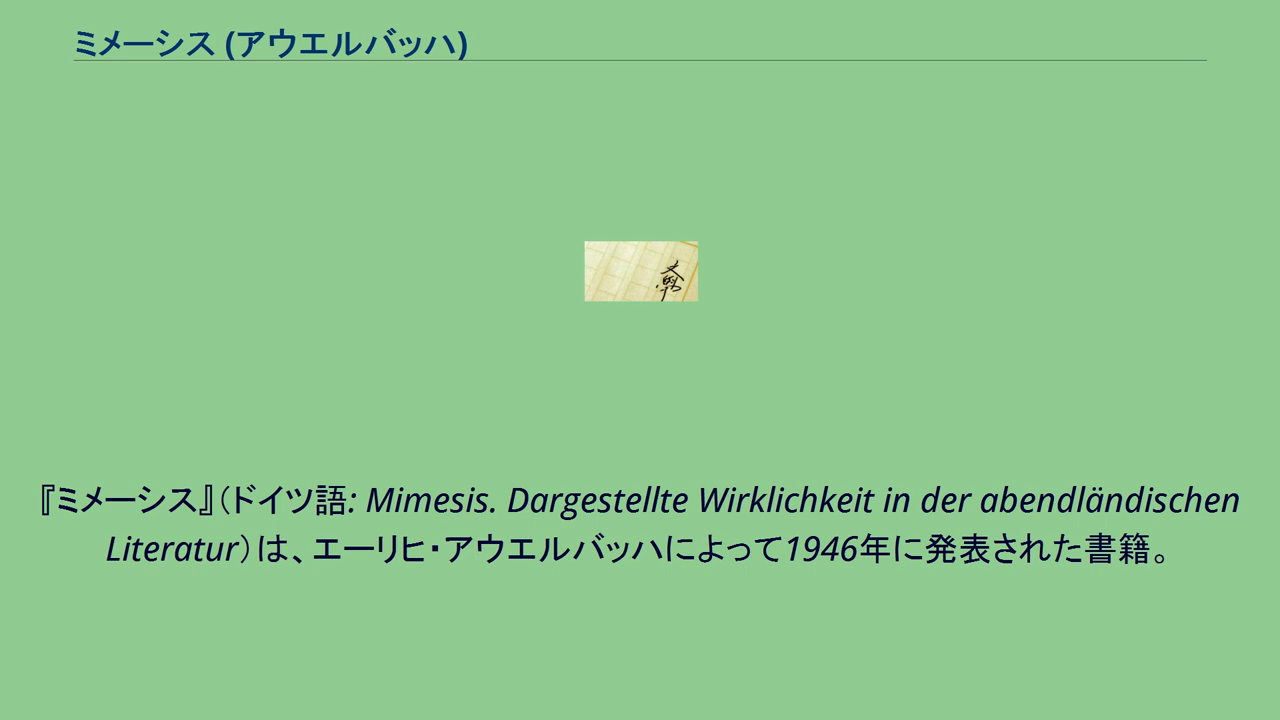 ミメーシス (アウエルバッハ)
『ミメーシス』（ドイツ語: Mimesis. Dargestellte Wirklichkeit in der abendländischen
Literatur）は、エーリヒ・アウエルバッハによって1946年に発表された書籍。